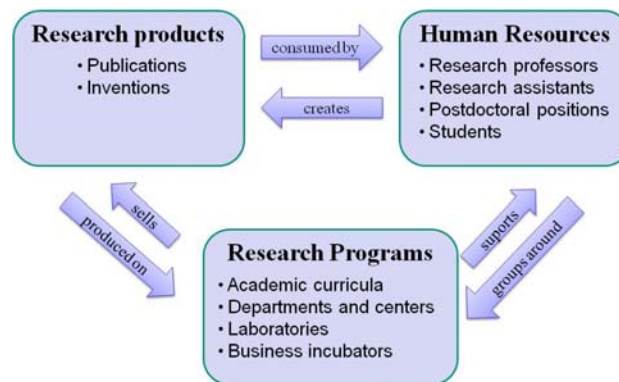 Research products
• Publications
• Inventions
consumed by
creates
Human Resources
• Research professors
• Research assistants
• Postdoctoral positions
• Students
produced on
sells
suports
groups around
Research Programs
• Academic curricula
• Departments and centers
• Laboratories
• Business incubators